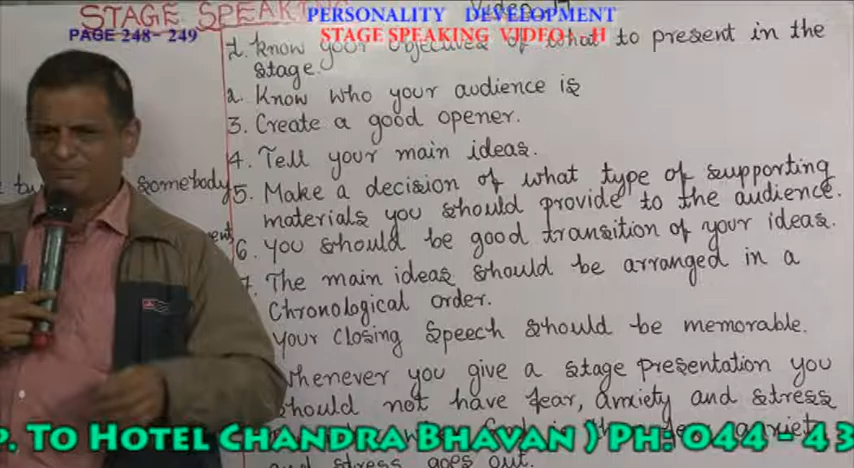 STAGE SPEAKING
PERSONALITY DEVELOPMENT
PAGE 248- 249
STAGE SPEAKING VIDEO - H
1. know your objectives of what to present in the
stage.
2. Know who your audience is
3. Create a good opener.
4. Tell your main ideas.
somebody
5. Make a decision of what type of supporting
materials you should provide to the audience.
6. You should be good transition of your ideas.
7. The main ideas should be arranged in a
Chronological order.
your closing speech should be memorable.
Whenever you give a stage presentation you
should not have fear, anxiety and stress
P. TO HOTEL CHANDRA BHAVAN ) PH: 044 - 43
and stress goes out.